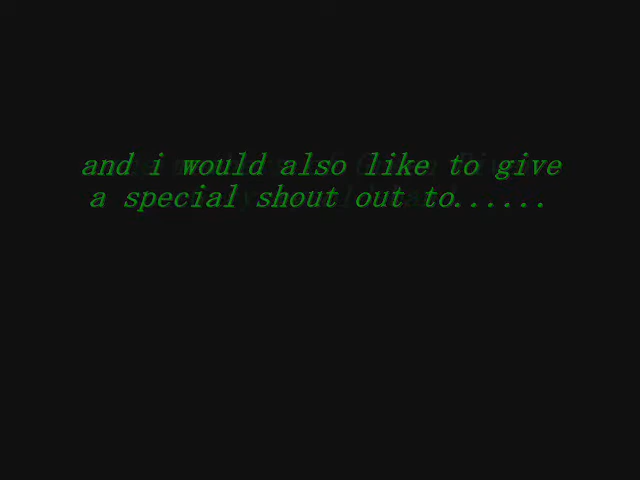 and i would also like to give
a special shout out to......